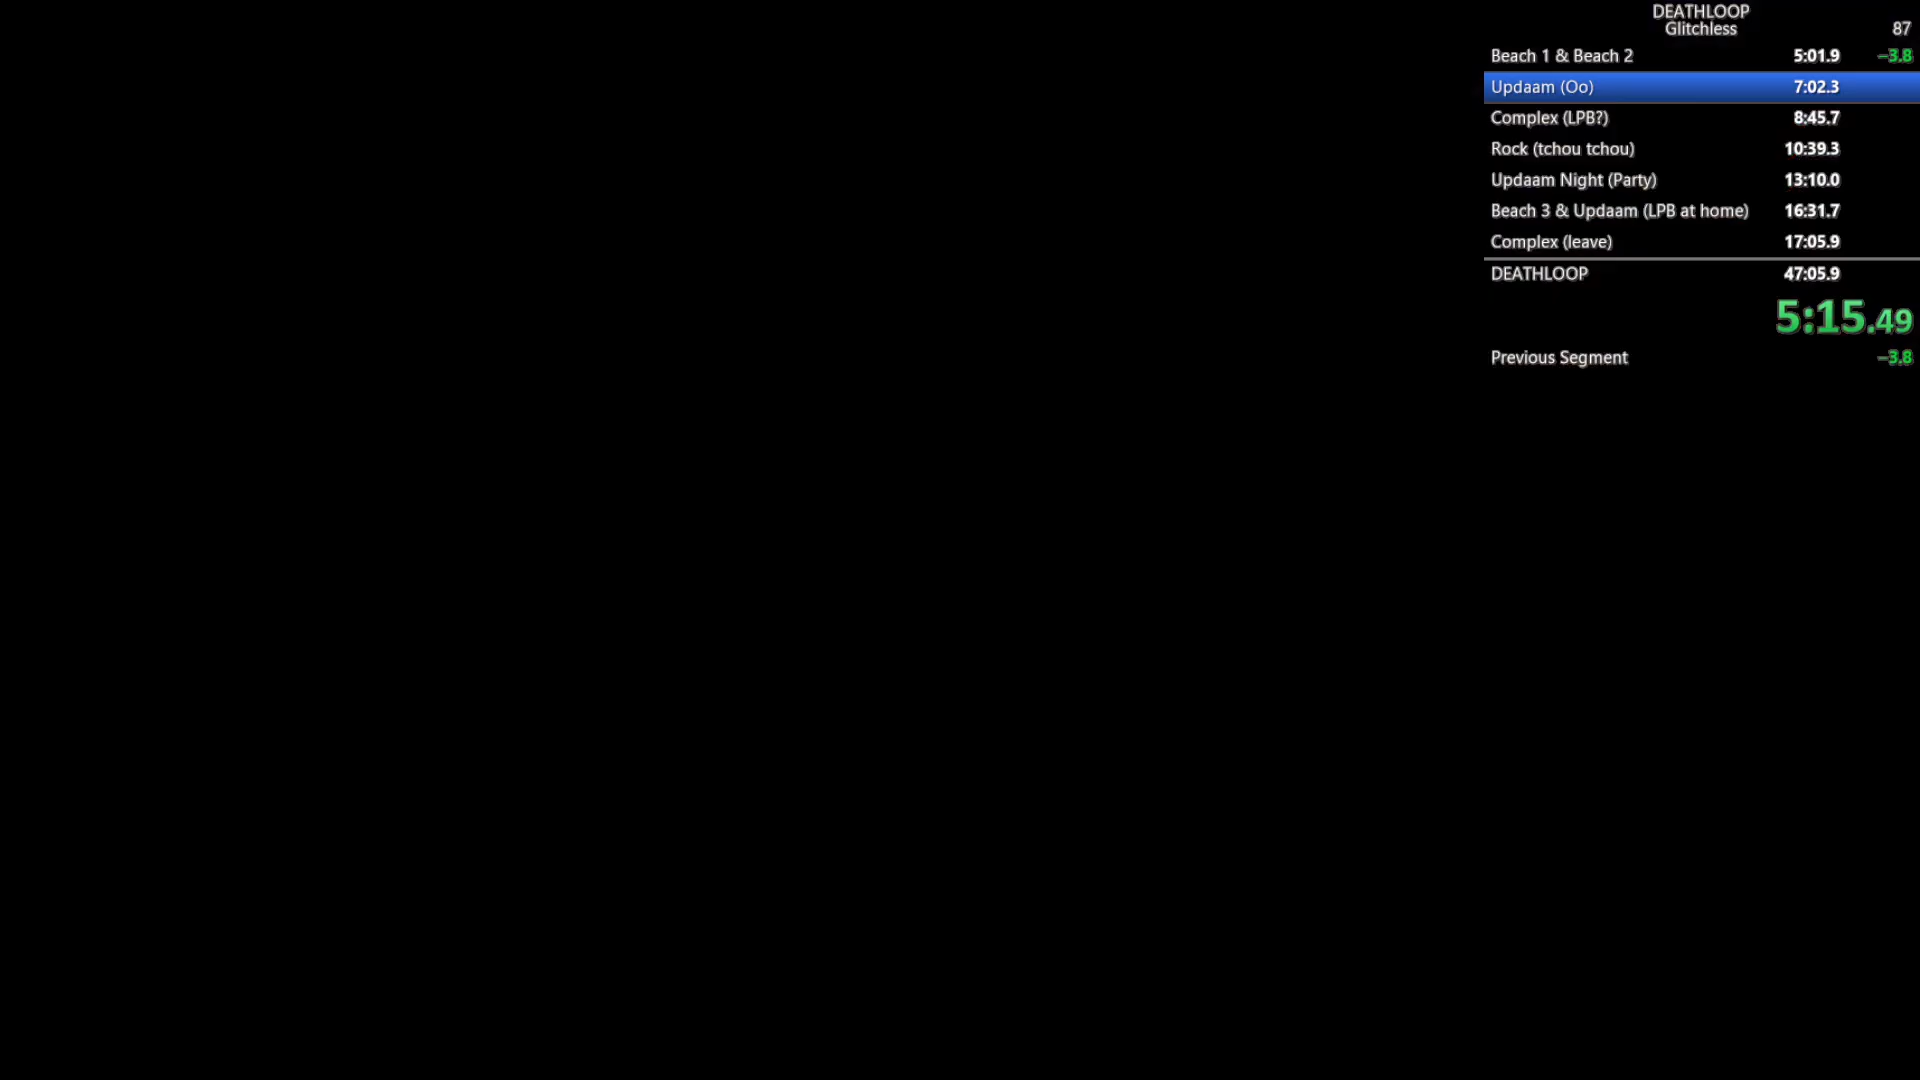 DEATHLOOP
Glitchless 87
Beach 1 & Beach 2 5:01.9 −3.8
Updaam (Oo) 7:02.3
Complex (LPB?) 8:45.7
Rock (tchou tchou) 10:39.3
Updaam Night (Party) 13:10.0
Beach 3 & Updaam (LPB at home) 16:31.7
Complex (leave) 17:05.9
DEATHLOOP 47:05.9
5:15.49
Previous Segment −3.8